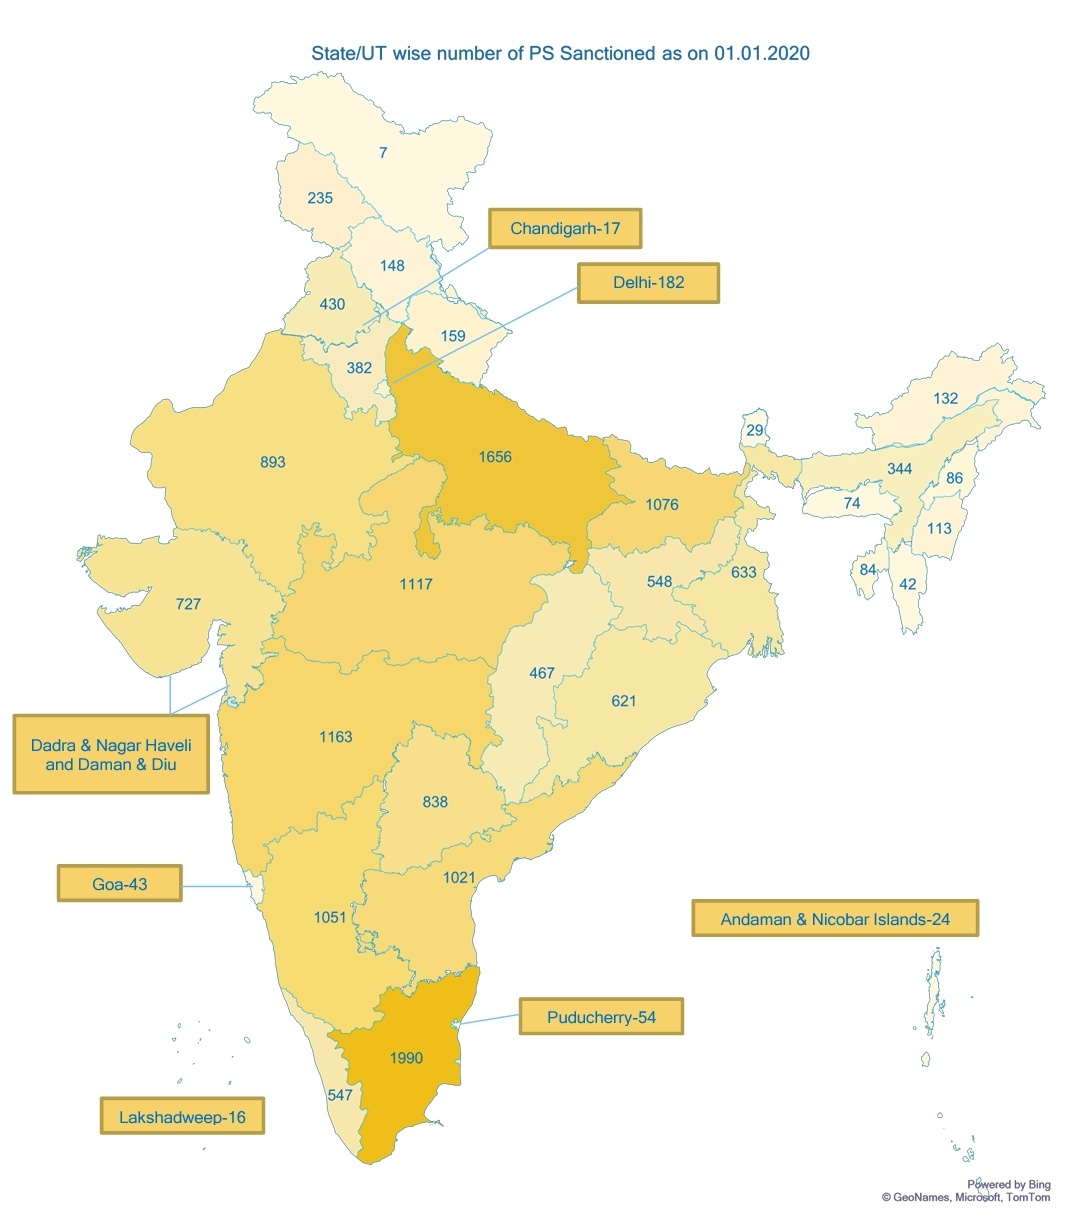 State/UT wise number of PS Sanctioned as on 01.01.2020
7
235
Chandigarh-17
148
Delhi-182
430
159
382
132
29
893
1656
344
86
1076
74
113
84
548
633
1117
42
727
467
621
1163
Dadra & Nagar Haveli
and Daman & Diu
838
1021
Goa-43
1051
Andaman & Nicobar Islands-24
Puducherry-54
1990
547
Lakshadweep-16
Powered by Bing
© GeoNames, Microsoft, TomTom